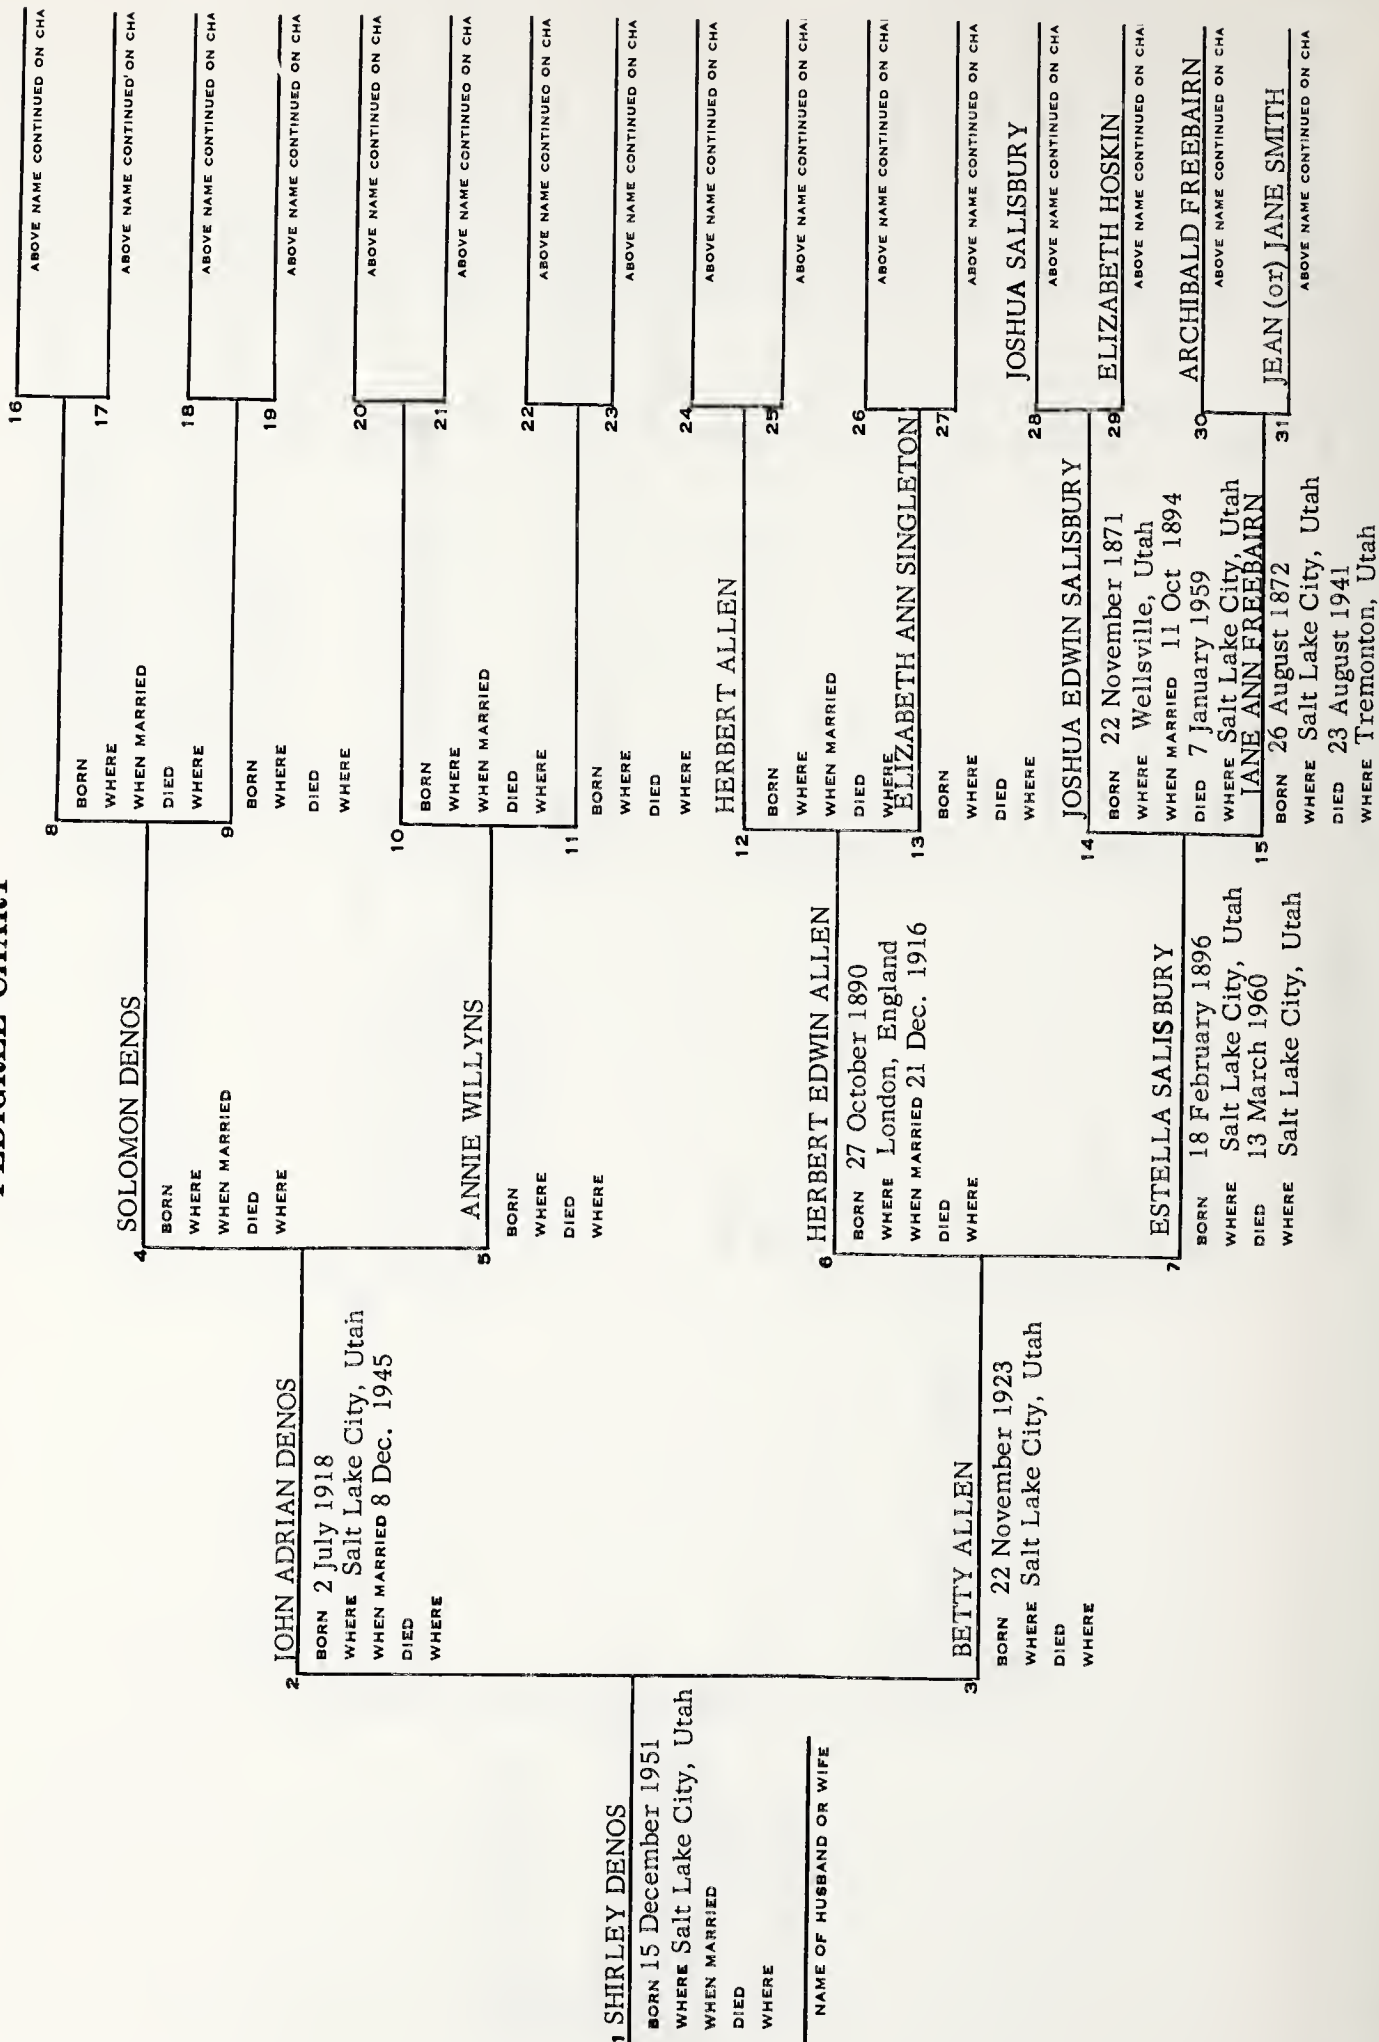 PEDIGREE CHART
1 SHIRLEY DENOS
BORN 15 December 1951
WHERE Salt Lake City, Utah
WHEN MARRIED
DIED
WHERE
NAME OF HUSBAND OR WIFE
2 JOHN ADRIAN DENOS
BORN 2 July 1918
WHERE Salt Lake City, Utah
WHEN MARRIED 8 Dec. 1945
DIED
WHERE
3 BETTY ALLEN
BORN 22 November 1923
WHERE Salt Lake City, Utah
DIED
WHERE
4 SOLOMON DENOS
BORN
WHERE
WHEN MARRIED
DIED
WHERE
5 ANNIE WILLYNS
BORN
WHERE
DIED
WHERE
6 HERBERT EDWIN ALLEN
BORN 27 October 1890
WHERE London, England
WHEN MARRIED 21 Dec. 1916
DIED
WHERE
7 ESTELLA SALISBURY
BORN 18 February 1896
WHERE Salt Lake City, Utah
DIED 13 March 1960
WHERE Salt Lake City, Utah
8
BORN
WHERE
WHEN MARRIED
DIED
WHERE
9
BORN
WHERE
DIED
WHERE
10
BORN
WHERE
WHEN MARRIED
DIED
WHERE
11
BORN
WHERE
DIED
WHERE
12 HERBERT ALLEN
BORN
WHERE
WHEN MARRIED
DIED
WHERE
13 ELIZABETH ANN SINGLETON
BORN
WHERE
DIED
WHERE
14 JOSHUA EDWIN SALISBURY
BORN 22 November 1871
WHERE Wellsville, Utah
WHEN MARRIED 11 Oct 1894
DIED 7 January 1959
WHERE Salt Lake City, Utah
15 JANE ANN FREEBAIRN
BORN 26 August 1872
WHERE Salt Lake City, Utah
DIED 23 August 1941
WHERE Tremonton, Utah
16
ABOVE NAME CONTINUED ON CHA
17
ABOVE NAME CONTINUED' ON CHA
18
ABOVE NAME CONTINUED ON CHA
19
ABOVE NAME CONTINUED ON CHA
20
ABOVE NAME CONTINUED ON CHA
21
ABOVE NAME CONTINUED ON CHA
22
ABOVE NAME CONTINUEO ON CHA
23
ABOVE NAME CONTINUED ON CHA
24
ABOVE NAME CONTINUED ON CHA
25
ABOVE NAME CONTINUED ON CHA
26
ABOVE NAME CONTINUED ON CHA
27
ABOVE NAME CONTINUED ON CHA
28 JOSHUA SALISBURY
ABOVE NAME CONTINUED ON CHA
29 ELIZABETH HOSKIN
ABOVE NAME CONTINUED ON CHA
30 ARCHIBALD FREEBAIRN
ABOVE NAME CONTINUED ON CHA
31 JEAN (or) JANE SMITH
ABOVE NAME CONTINUED ON CHA